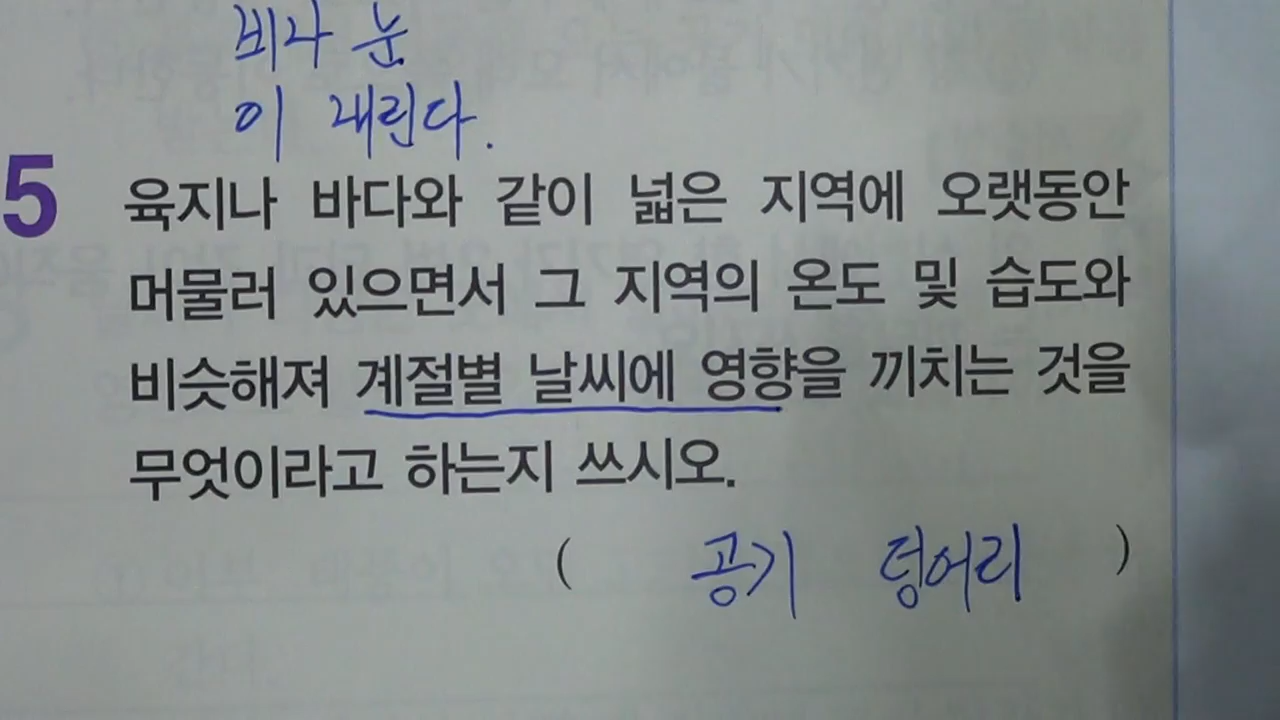 비나 눈
이 내린다.
5 육지나 바다와 같이 넓은 지역에 오랫동안
머물러 있으면서 그 지역의 온도 및 습도와
비슷해져 계절별 날씨에 영향을 끼치는 것을
무엇이라고 하는지 쓰시오.
( 공기 덩어리 )